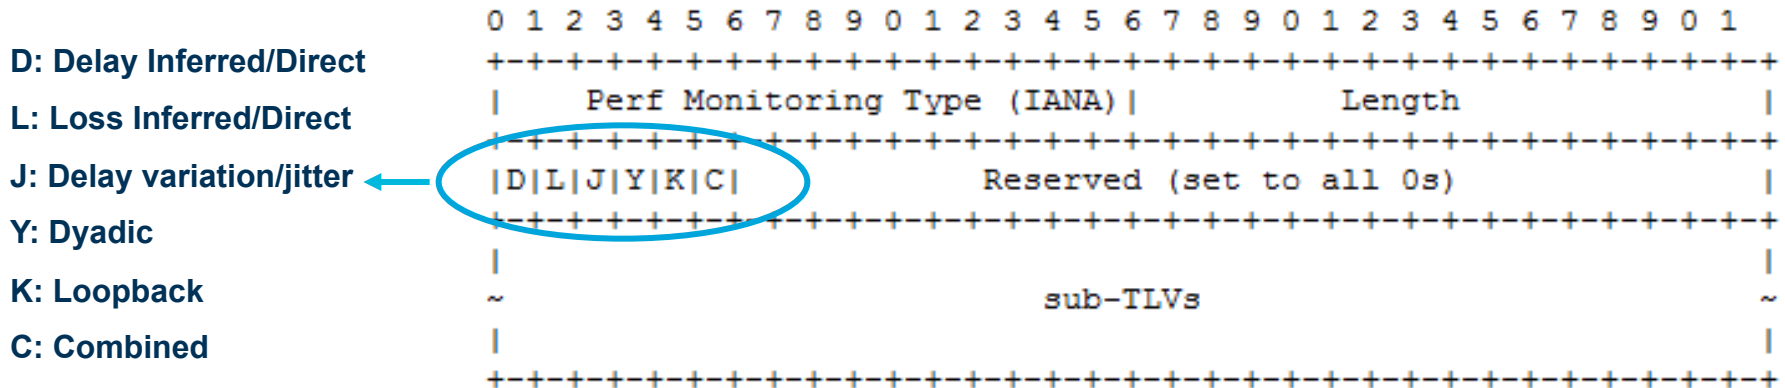 0 1 2 3 4 5 6 7 8 9 0 1 2 3 4 5 6 7 8 9 0 1 2 3 4 5 6 7 8 9 0 1
D: Delay Inferred/Direct
+-+-+-+-+-+-+-+-+-+-+-+-+-+-+-+-+-+-+-+-+-+-+-+-+-+-+-+-+-+-+-+-+
| Perf Monitoring Type (IANA)| Length |
L: Loss Inferred/Direct
+-+-+-+-+-+-+-+-+-+-+-+-+-+-+-+-+-+-+-+-+-+-+-+-+-+-+-+-+-+-+-+-+
J: Delay variation/jitter
|D|L|J|Y|K|C| Reserved (set to all 0s) |
+-+-+-+-+-+-+-+-+-+-+-+-+-+-+-+-+-+-+-+-+-+-+-+-+-+-+-+-+-+-+-+-+
Y: Dyadic
| |
K: Loopback
~ sub-TLVs ~
| |
C: Combined
+-+-+-+-+-+-+-+-+-+-+-+-+-+-+-+-+-+-+-+-+-+-+-+-+-+-+-+-+-+-+-+-+